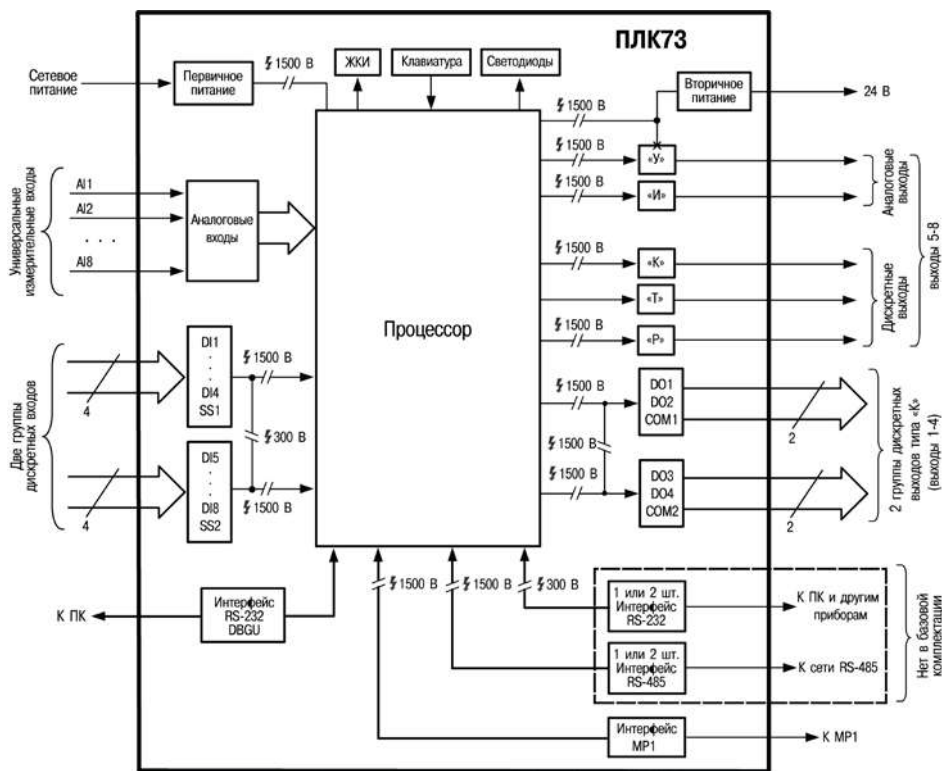 ПЛК73
Сетевое
питание
Первичное
питание
1500 В
ЖКИ
Клавиатура
Светодиоды
1500 В
Вторичное
питание
24 В
1500 В
«У»
1500 В
«И»
Аналоговые
выходы
Универсальные
измерительные входы
AI1
AI2
. . .
AI8
Аналоговые
входы
Процессор
1500 В
«К»
«Т»
1500 В
«Р»
Дискретные
выходы
выходы 5-8
Две группы
дискретных входов
4
DI1
.
.
DI4
SS1
1500 В
300 В
4
DI5
.
.
DI8
SS2
1500 В
1500 В
DO1
DO2
COM1
2
1500 В
1500 В
DO3
DO4
COM2
2
2 группы дискретных
выходов типа «К»
(выходы 1-4)
1500 В
1500 В
300 В
К ПК
Интерфейс
RS-232
DBGU
1 или 2 шт.
Интерфейс
RS-232
К ПК и другим
приборам
1 или 2 шт.
Интерфейс
RS-485
К сети RS-485
Нет в базовой
комплектации
Интерфейс
МР1
К МР1